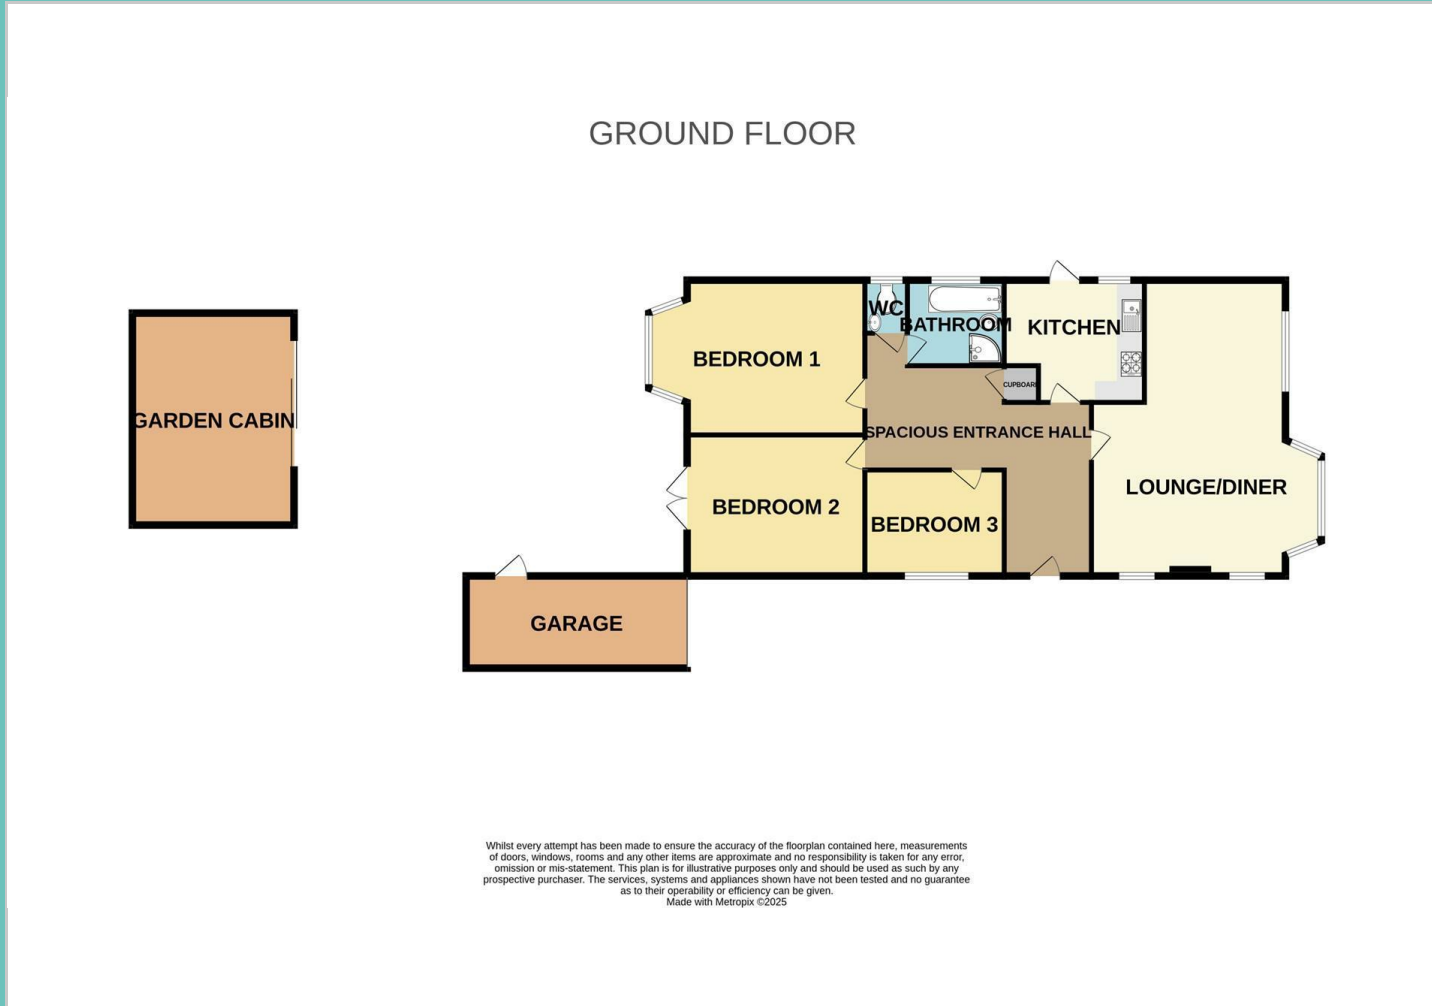 GROUND FLOOR
WC
BATHROOM
KITCHEN
BEDROOM 1
CUPBOARD
GARDEN CABIN
SPACIOUS ENTRANCE HALL
LOUNGE/DINER
BEDROOM 2
BEDROOM 3
GARAGE
Whilst every attempt has been made to ensure the accuracy of the floorplan contained here, measurements
of doors, windows, rooms and any other items are approximate and no responsibility is taken for any error,
omission or mis-statement. This plan is for illustrative purposes only and should be used as such by any
prospective purchaser. The services, systems and appliances shown have not been tested and no guarantee
as to their operability or efficiency can be given.
Made with Metropix ©2025